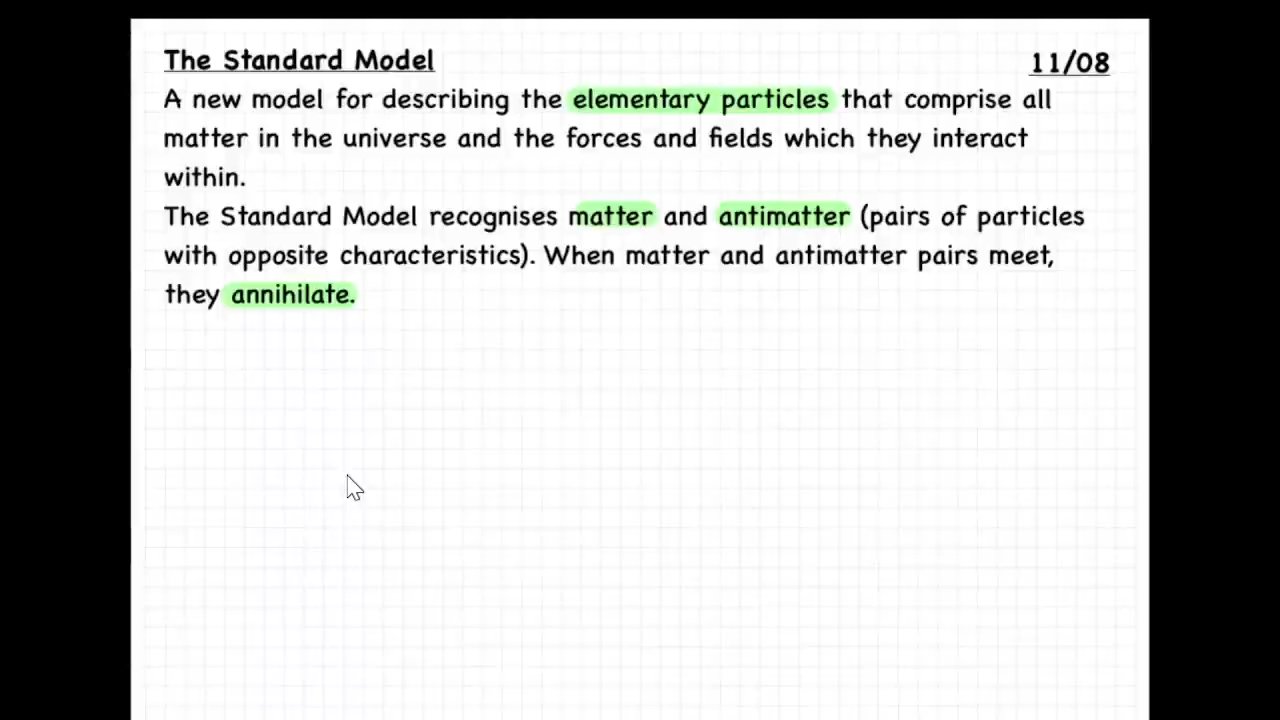 The Standard Model 11/08
A new model for describing the elementary particles that comprise all
matter in the universe and the forces and fields which they interact
within.
The Standard Model recognises matter and antimatter (pairs of particles
with opposite characteristics). When matter and antimatter pairs meet,
they annihilate.